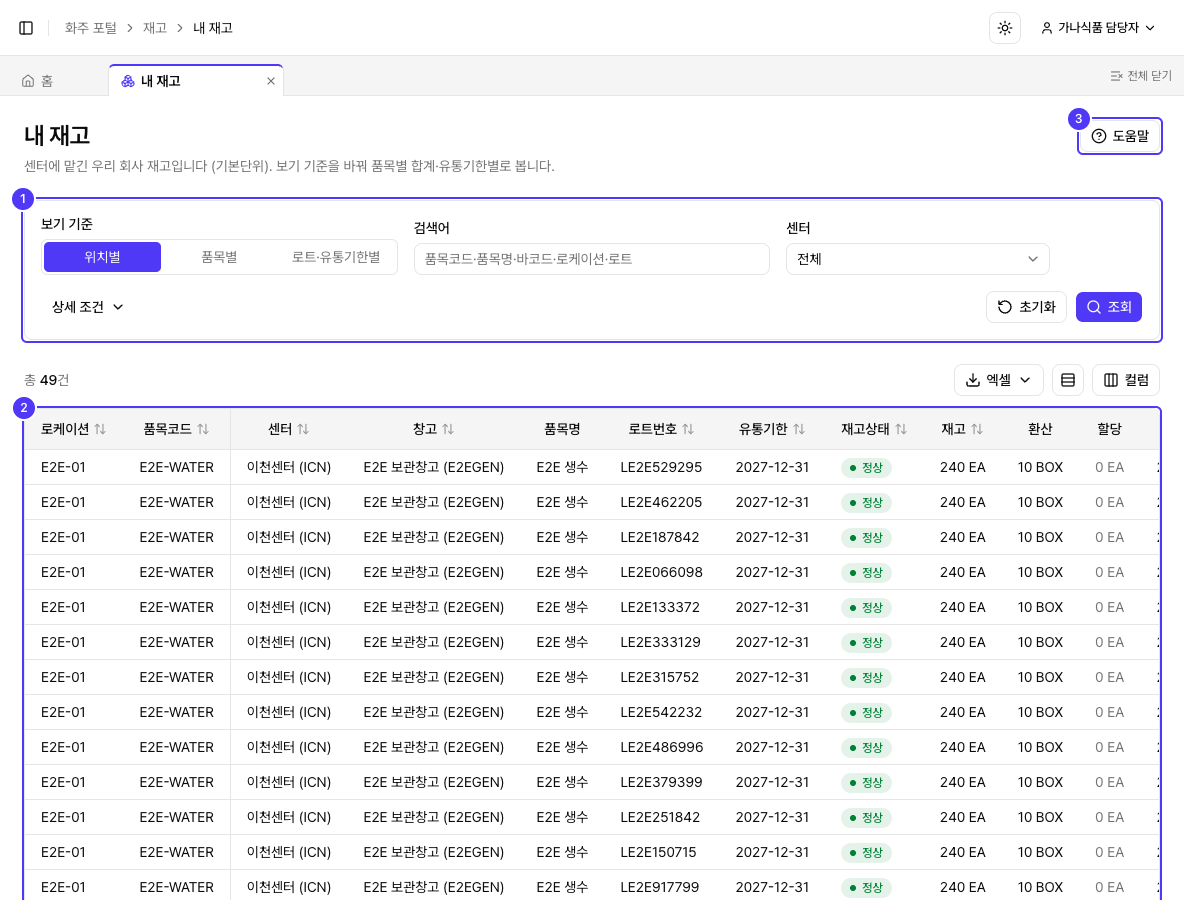 화주 포털 > 재고 > 내 재고
가나식품 담당자
홈
내 재고
전체 닫기
내 재고
3
도움말
센터에 맡긴 우리 회사 재고입니다 (기본단위). 보기 기준을 바꿔 품목별 합계·유통기한별로 봅니다.
1
보기 기준
검색어
센터
위치별
품목별
로트·유통기한별
품목코드·품목명·바코드·로케이션·로트
전체
상세 조건
초기화
조회
총 49건
엑셀
컬럼
2
로케이션 품목코드 센터 창고 품목명 로트번호 유통기한 재고상태 재고 환산 할당
E2E-01 E2E-WATER 이천센터 (ICN) E2E 보관창고 (E2EGEN) E2E 생수 LE2E529295 2027-12-31 정상 240 EA 10 BOX 0 EA
E2E-01 E2E-WATER 이천센터 (ICN) E2E 보관창고 (E2EGEN) E2E 생수 LE2E462205 2027-12-31 정상 240 EA 10 BOX 0 EA
E2E-01 E2E-WATER 이천센터 (ICN) E2E 보관창고 (E2EGEN) E2E 생수 LE2E187842 2027-12-31 정상 240 EA 10 BOX 0 EA
E2E-01 E2E-WATER 이천센터 (ICN) E2E 보관창고 (E2EGEN) E2E 생수 LE2E066098 2027-12-31 정상 240 EA 10 BOX 0 EA
E2E-01 E2E-WATER 이천센터 (ICN) E2E 보관창고 (E2EGEN) E2E 생수 LE2E133372 2027-12-31 정상 240 EA 10 BOX 0 EA
E2E-01 E2E-WATER 이천센터 (ICN) E2E 보관창고 (E2EGEN) E2E 생수 LE2E333129 2027-12-31 정상 240 EA 10 BOX 0 EA
E2E-01 E2E-WATER 이천센터 (ICN) E2E 보관창고 (E2EGEN) E2E 생수 LE2E315752 2027-12-31 정상 240 EA 10 BOX 0 EA
E2E-01 E2E-WATER 이천센터 (ICN) E2E 보관창고 (E2EGEN) E2E 생수 LE2E542232 2027-12-31 정상 240 EA 10 BOX 0 EA
E2E-01 E2E-WATER 이천센터 (ICN) E2E 보관창고 (E2EGEN) E2E 생수 LE2E486996 2027-12-31 정상 240 EA 10 BOX 0 EA
E2E-01 E2E-WATER 이천센터 (ICN) E2E 보관창고 (E2EGEN) E2E 생수 LE2E379399 2027-12-31 정상 240 EA 10 BOX 0 EA
E2E-01 E2E-WATER 이천센터 (ICN) E2E 보관창고 (E2EGEN) E2E 생수 LE2E251842 2027-12-31 정상 240 EA 10 BOX 0 EA
E2E-01 E2E-WATER 이천센터 (ICN) E2E 보관창고 (E2EGEN) E2E 생수 LE2E150715 2027-12-31 정상 240 EA 10 BOX 0 EA
E2E-01 E2E-WATER 이천센터 (ICN) E2E 보관창고 (E2EGEN) E2E 생수 LE2E917799 2027-12-31 정상 240 EA 10 BOX 0 EA